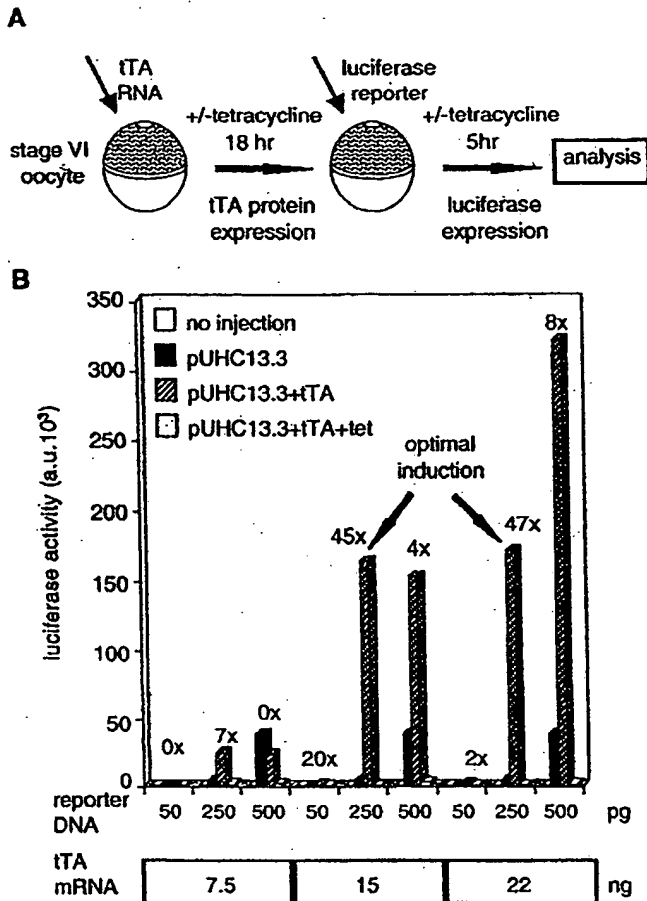 A
tTA
RNA
luciferase
reporter
+/-tetracycline
18 hr
+/-tetracycline
5hr
stage VI
oocyte
analysis
tTA protein
expression
luciferase
expression
B
350
300
250
200
150
100
50
0
luciferase activity (a.u.10³)
no injection
pUHC13.3
pUHC13.3+tTA
pUHC13.3+tTA+tet
optimal
induction
0x
7x
0x
20x
45x
4x
2x
47x
8x
reporter
DNA
50 250 500 50 250 500 50 250 500 pg
tTA
mRNA
7.5 15 22 ng